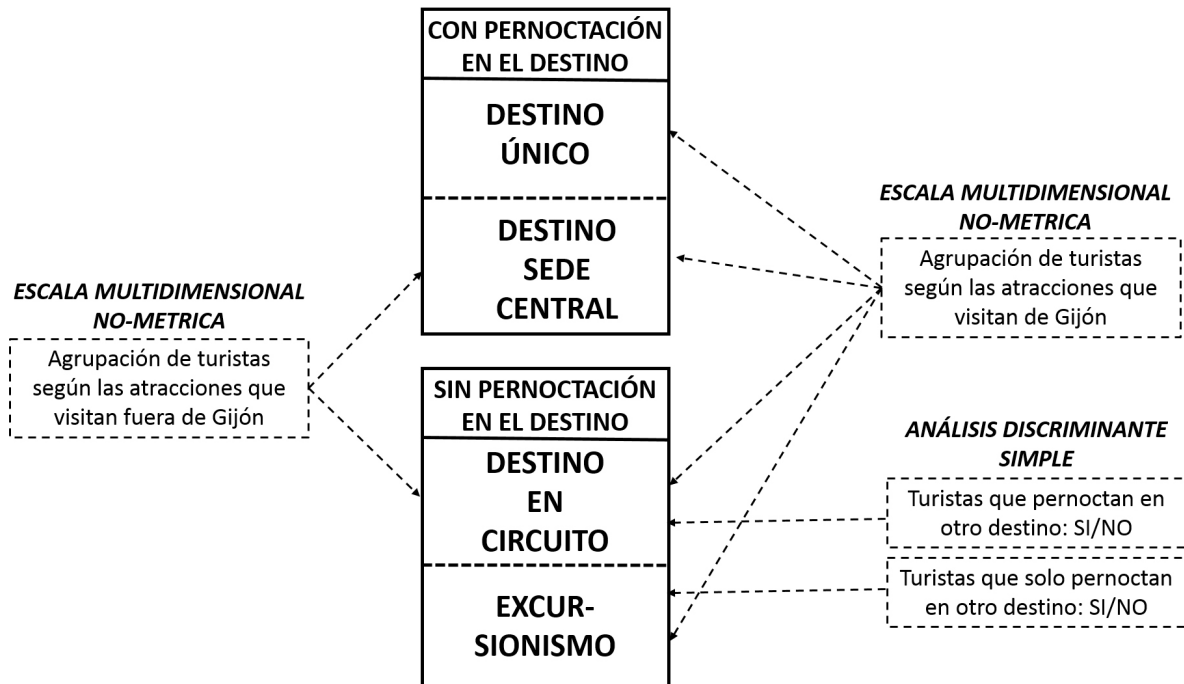 CON PERNOCTACIÓN
EN EL DESTINO
DESTINO
ÚNICO
DESTINO
SEDE
CENTRAL
ESCALA MULTIDIMENSIONAL
NO-METRICA
Agrupación de turistas
según las atracciones que
visitan fuera de Gijón
SIN PERNOCTACIÓN
EN EL DESTINO
DESTINO
EN
CIRCUITO
EXCUR-
SIONISMO
ESCALA MULTIDIMENSIONAL
NO-METRICA
Agrupación de turistas
según las atracciones que
visitan de Gijón
ANÁLISIS DISCRIMINANTE
SIMPLE
Turistas que pernoctan en
otro destino: SI/NO
Turistas que solo pernoctan
en otro destino: SI/NO